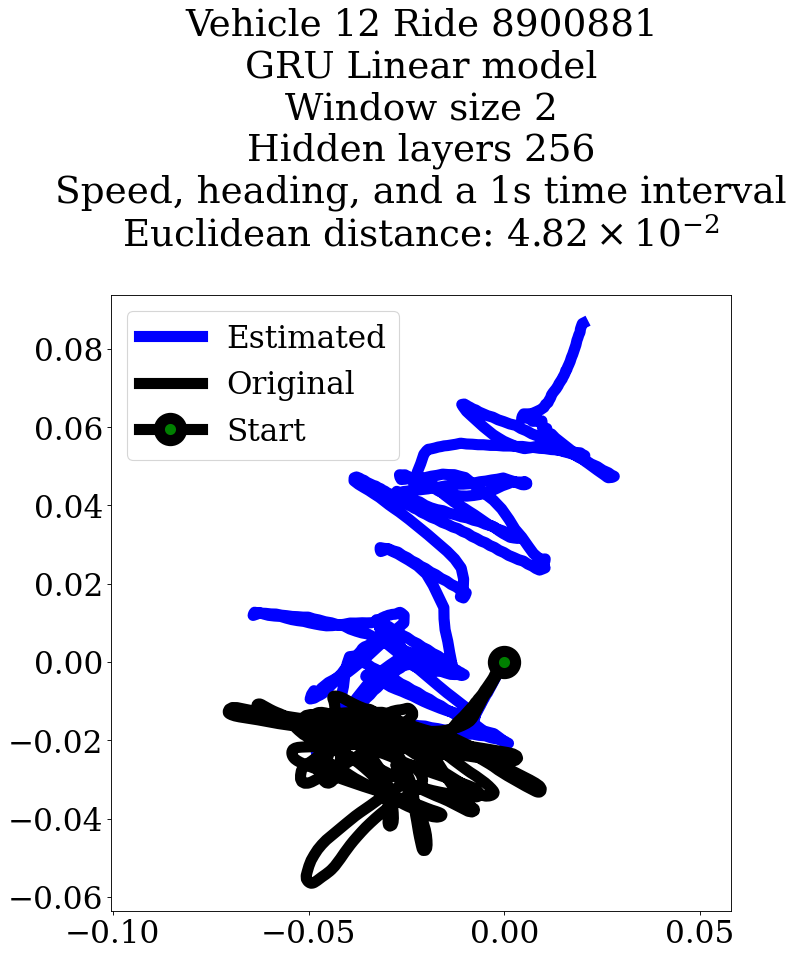 Vehicle 12 Ride 8900881
GRU Linear model
Window size 2
Hidden layers 256
Speed, heading, and a 1s time interval
Euclidean distance: 4.82 × 10⁻²
Estimated
Original
Start
0.08
0.06
0.04
0.02
0.00
−0.02
−0.04
−0.06
−0.10
−0.05
0.00
0.05